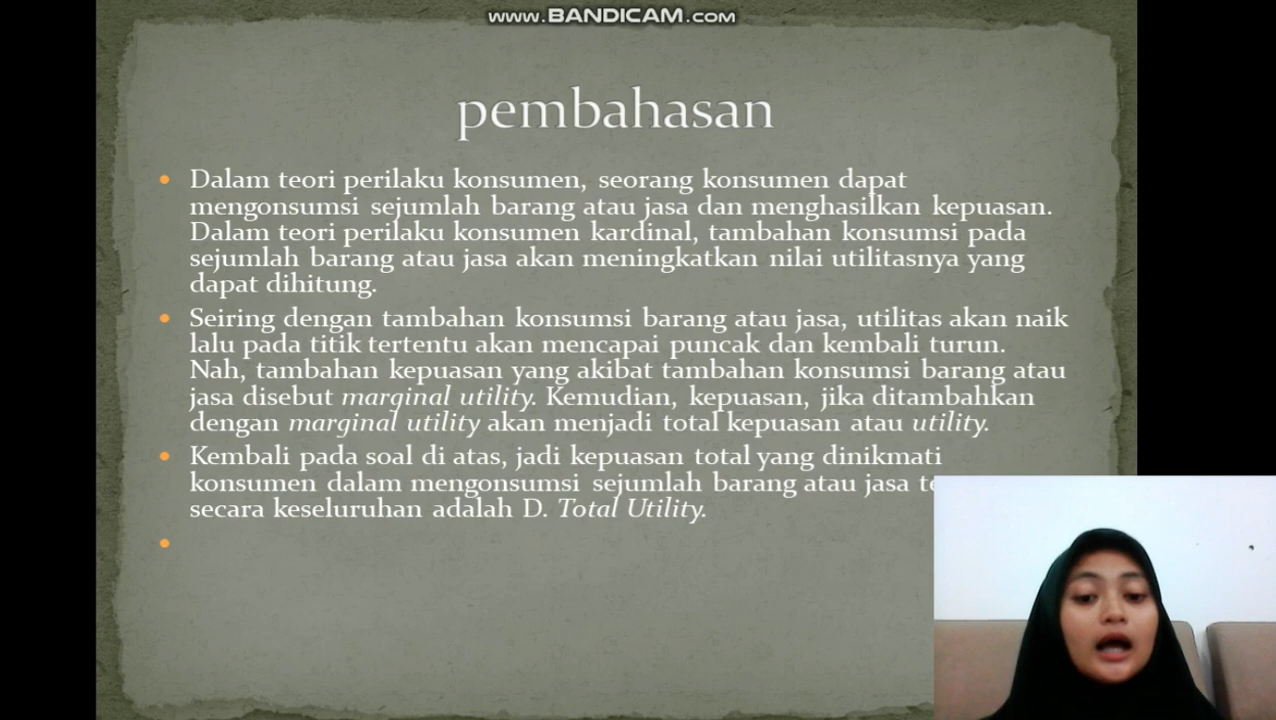 www.BANDICAM.com
pembahasan
Dalam teori perilaku konsumen, seorang konsumen dapat
mengonsumsi sejumlah barang atau jasa dan menghasilkan kepuasan.
Dalam teori perilaku konsumen kardinal, tambahan konsumsi pada
sejumlah barang atau jasa akan meningkatkan nilai utilitasnya yang
dapat dihitung.
Seiring dengan tambahan konsumsi barang atau jasa, utilitas akan naik
lalu pada titik tertentu akan mencapai puncak dan kembali turun.
Nah, tambahan kepuasan yang akibat tambahan konsumsi barang atau
jasa disebut marginal utility. Kemudian, kepuasan, jika ditambahkan
dengan marginal utility akan menjadi total kepuasan atau utility.
Kembali pada soal di atas, jadi kepuasan total yang dinikmati
konsumen dalam mengonsumsi sejumlah barang atau jasa
secara keseluruhan adalah D. Total Utility.